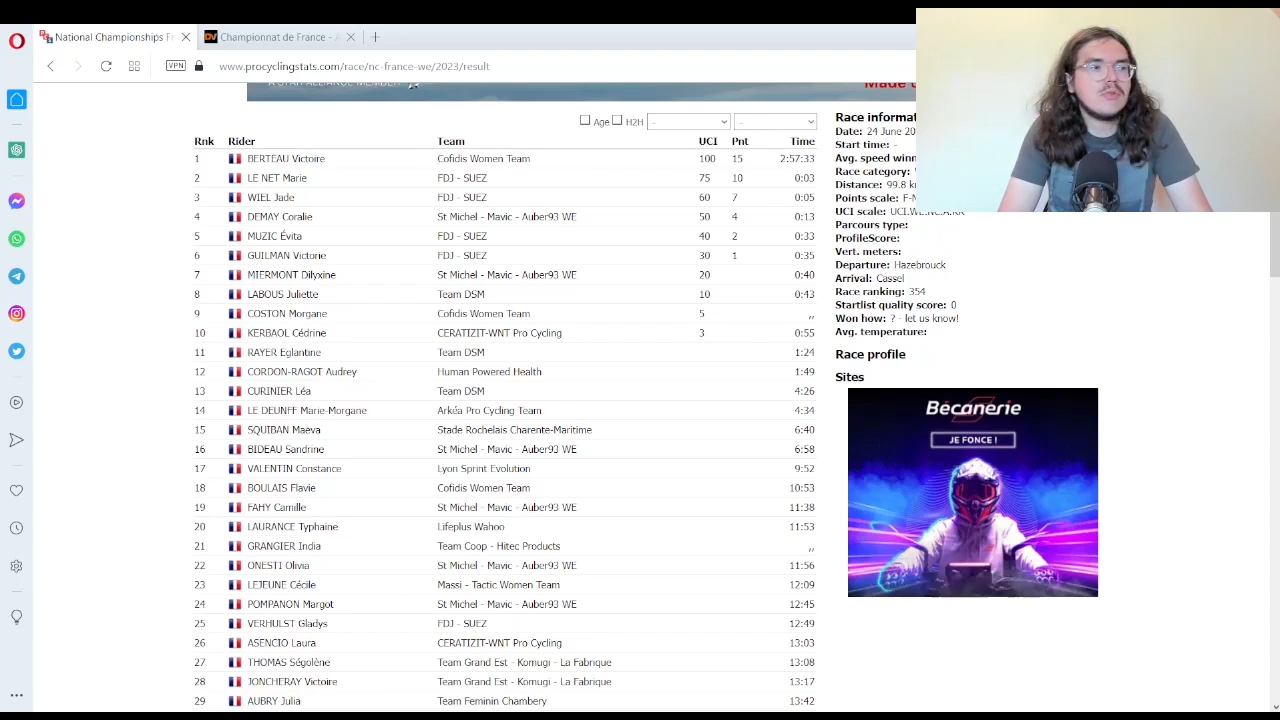 National Championships F
Championnat de France - A
VPN
www.procyclingstats.com/race/nc-france-we/2023/result
A STAR ALLIANCE MEMBER
Made
Age H2H - -
Rnk Rider Team UCI Pnt Time
1 BERTEAU Victoire Cofidis Women Team 100 15 2:57:33
2 LE NET Marie FDJ - SUEZ 75 10 0:03
3 WIEL Jade FDJ - SUEZ 60 7 0:05
4 DEMAY Coralie St Michel - Mavic - Auber93 WE 50 4 0:13
5 MUZIC Évita FDJ - SUEZ 40 2 0:33
6 GUILMAN Victorie FDJ - SUEZ 30 1 0:35
7 MIERMONT Dilyxine St Michel - Mavic - Auber93 WE 20 0:40
8 LABOUS Juliette Team DSM 10 0:43
9 COSTON Morgane Cofidis Women Team 5 ,,
10 KERBAOL Cédrine CERATIZIT-WNT Pro Cycling 3 0:55
11 RAYER Eglantine Team DSM 1:24
12 CORDON-RAGOT Audrey Human Powered Health 1:49
13 CURINIER Léa Team DSM 4:26
14 LE DEUNFF Marie-Morgane Arkéa Pro Cycling Team 4:34
15 SQUIBAN Maeva Stade Rochelais Charente-Maritime 6:40
16 BIDEAU Sandrine St Michel - Mavic - Auber93 WE 6:58
17 VALENTIN Constance Lyon Sprint Evolution 9:52
18 BOULAIS Flavie Cofidis Women Team 10:53
19 FAHY Camille St Michel - Mavic - Auber93 WE 11:38
20 LAURANCE Typhaine Lifeplus Wahoo 11:53
21 GRANGIER India Team Coop - Hitec Products ,,
22 ONESTI Olivia St Michel - Mavic - Auber93 WE 11:56
23 LEJEUNE Cécile Massi - Tactic Women Team 12:09
24 POMPANON Margot St Michel - Mavic - Auber93 WE 12:45
25 VERHULST Gladys FDJ - SUEZ 12:49
26 ASENCIO Laura CERATIZIT-WNT Pro Cycling 13:03
27 THOMAS Ségolène Team Grand Est - Komugi - La Fabrique 13:08
28 JONCHERAY Victoire Team Grand Est - Komugi - La Fabrique 13:17
29 AUBRY Julia Team Feminin Chambery 13:42
Race informat
Date: 24 June 20
Start time: -
Avg. speed winn
Race category:
Distance: 99.8 k
Points scale: F-N
UCI scale: UCI.WE.NC.A.RR
Parcours type:
ProfileScore:
Vert. meters:
Departure: Hazebrouck
Arrival: Cassel
Race ranking: 354
Startlist quality score: 0
Won how: ? - let us know!
Avg. temperature:
Race profile
Sites
Bécanerie
JE FONCE !